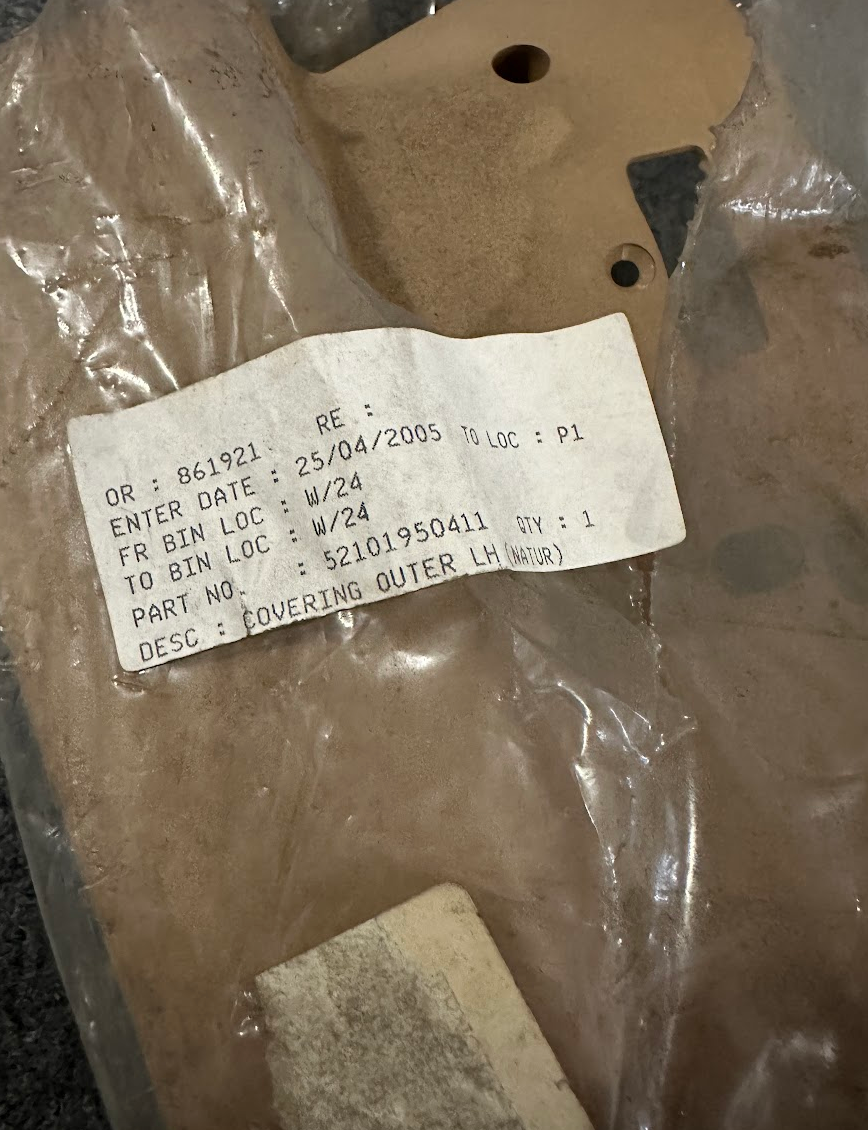 RE :
OR : 861921
ENTER DATE : 25/04/2005 TO LOC : P1
FR BIN LOC : W/24
TO BIN LOC : W/24
PART NO. : 52101950411 QTY : 1
DESC : COVERING OUTER LH (NATUR)